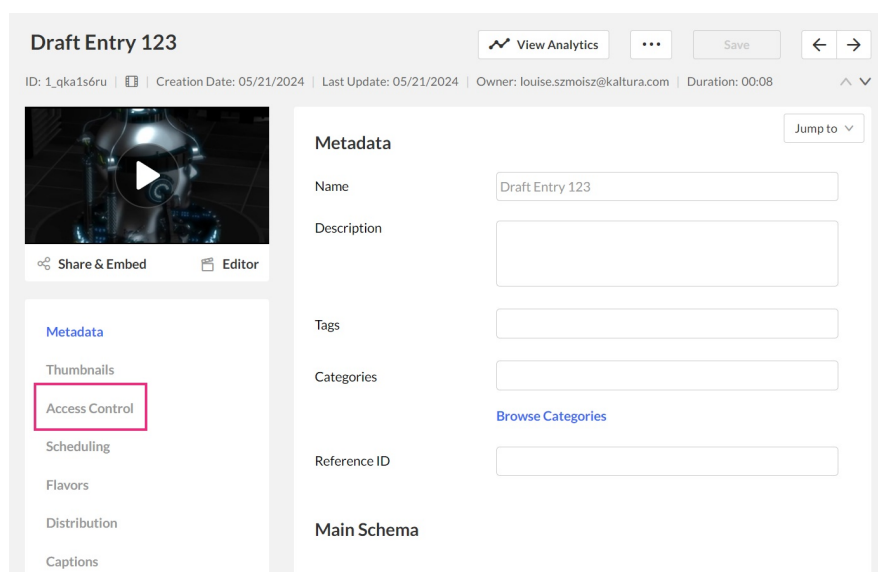 Draft Entry 123
View Analytics
•••
Save
ID: 1_qka1s6ru | Creation Date: 05/21/2024 | Last Update: 05/21/2024 | Owner: louise.szmoisz@kaltura.com | Duration: 00:08
Jump to
Metadata
Name
Draft Entry 123
Description
Share & Embed
Editor
Metadata
Tags
Thumbnails
Categories
Access Control
Browse Categories
Scheduling
Reference ID
Flavors
Distribution
Main Schema
Captions